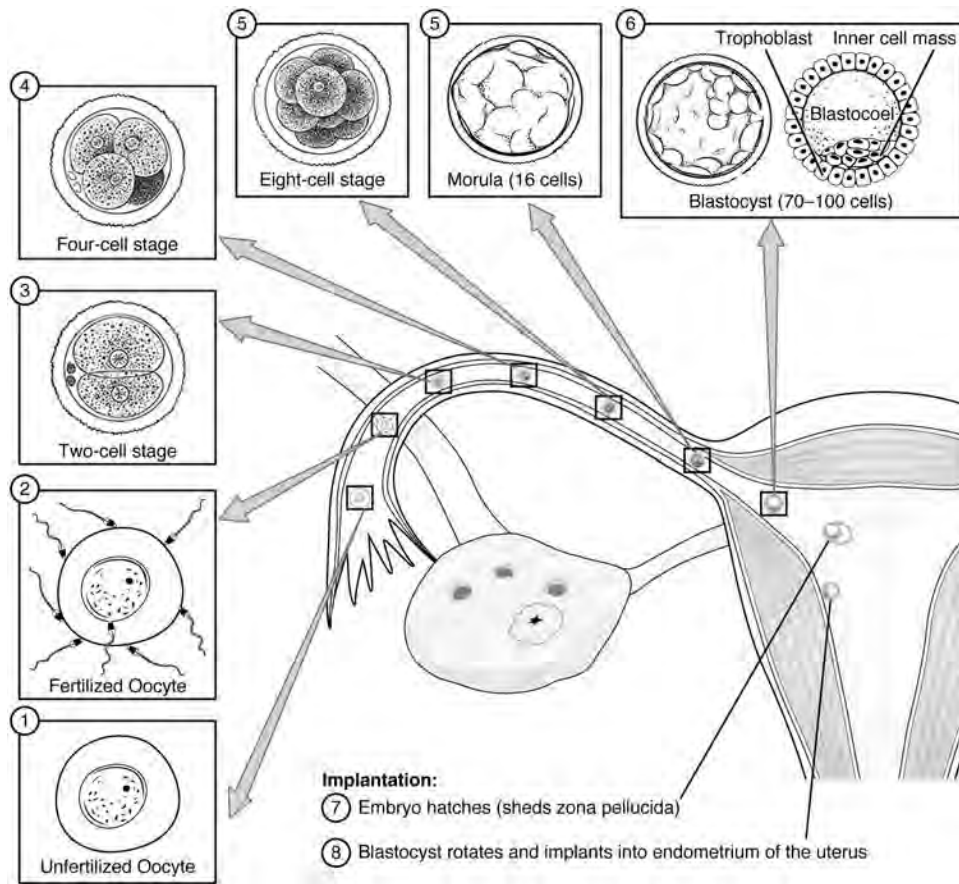 5
5
6
Trophoblast Inner cell mass
Blastocoel
Eight-cell stage
Morula (16 cells)
Blastocyst (70–100 cells)
4
Four-cell stage
3
Two-cell stage
2
Fertilized Oocyte
1
Unfertilized Oocyte
Implantation:
7 Embryo hatches (sheds zona pellucida)
8 Blastocyst rotates and implants into endometrium of the uterus